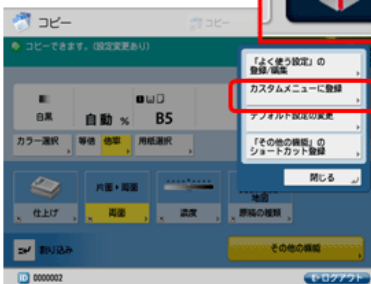 コピー
コピー
コピーできます。(設定変更あり)
白黒
自動 %
B5
カラー選択
等倍
倍率
用紙選択
「よく使う設定」の
登録/編集
カスタムメニューに登録
デフォルト設定の変更
「その他の機能」の
ショートカット登録
閉じる
片面・両面
地図
仕上げ
両面
濃度
原稿の種類
割り込み
その他の機能
ID 0000002
ログアウト